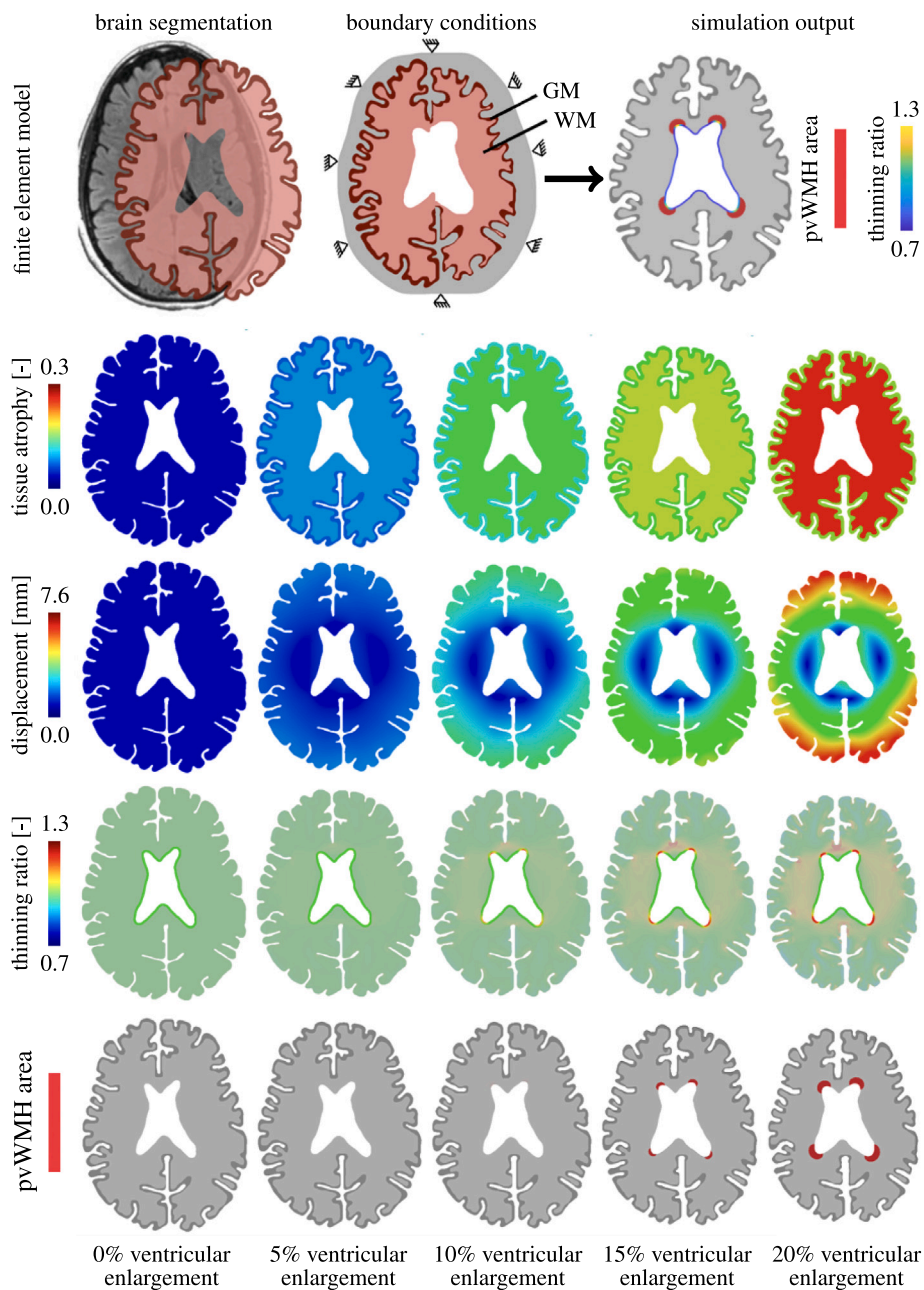 brain segmentation
boundary conditions
simulation output
finite element model
GM
WM
pvWMH area
thinning ratio
1.3
0.7
tissue atrophy [-]
0.3
0.0
displacement [mm]
7.6
0.0
thinning ratio [-]
1.3
0.7
pvWMH area
0% ventricular
enlargement
5% ventricular
enlargement
10% ventricular
enlargement
15% ventricular
enlargement
20% ventricular
enlargement